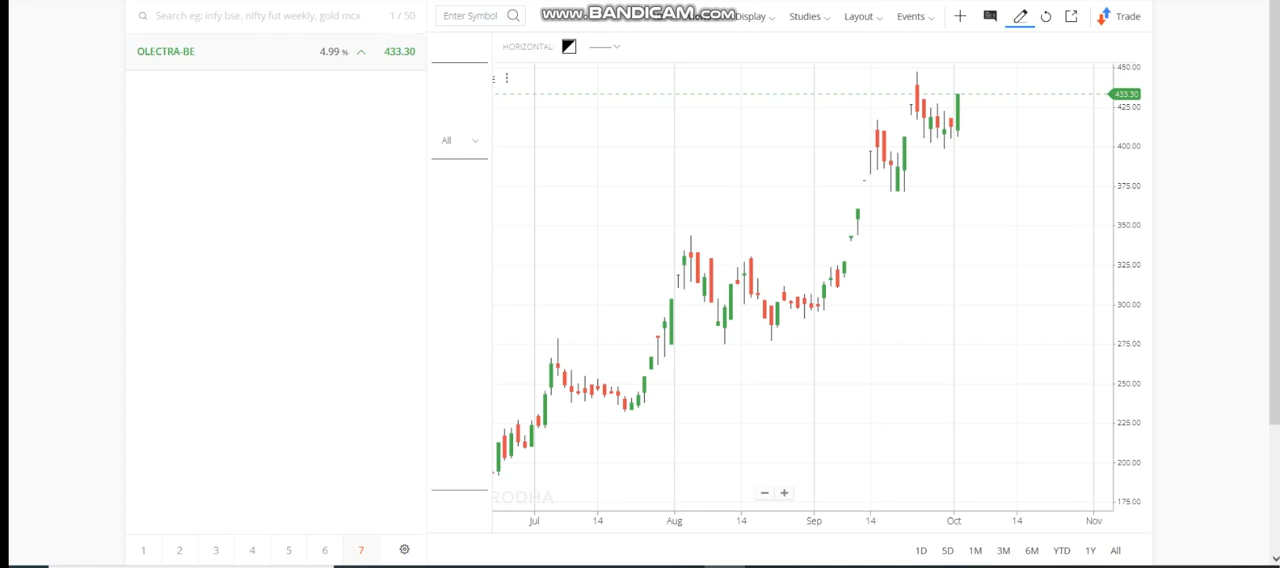 Search eg: infy bse, nifty fut weekly, gold mcx 1 / 50
OLECTRA-BE 4.99 % 433.30
Enter Symbol www.BANDICAM.com Display Studies Layout Events Trade
HORIZONTAL:
All
450.00
433.30
425.00
400.00
375.00
350.00
325.00
300.00
275.00
250.00
225.00
200.00
175.00
RODHA
Jul 14 Aug 14 Sep 14 Oct 14 Nov
1 2 3 4 5 6 7
1D 5D 1M 3M 6M YTD 1Y All